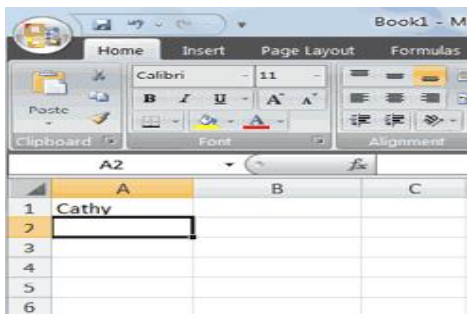 Book1 - M
Home Insert Page Layout Formulas
Calibri 11
Paste B I U A A
A
Clipboard Font Alignment
A2 fx
A B C
1 Cathy
2
3
4
5
6